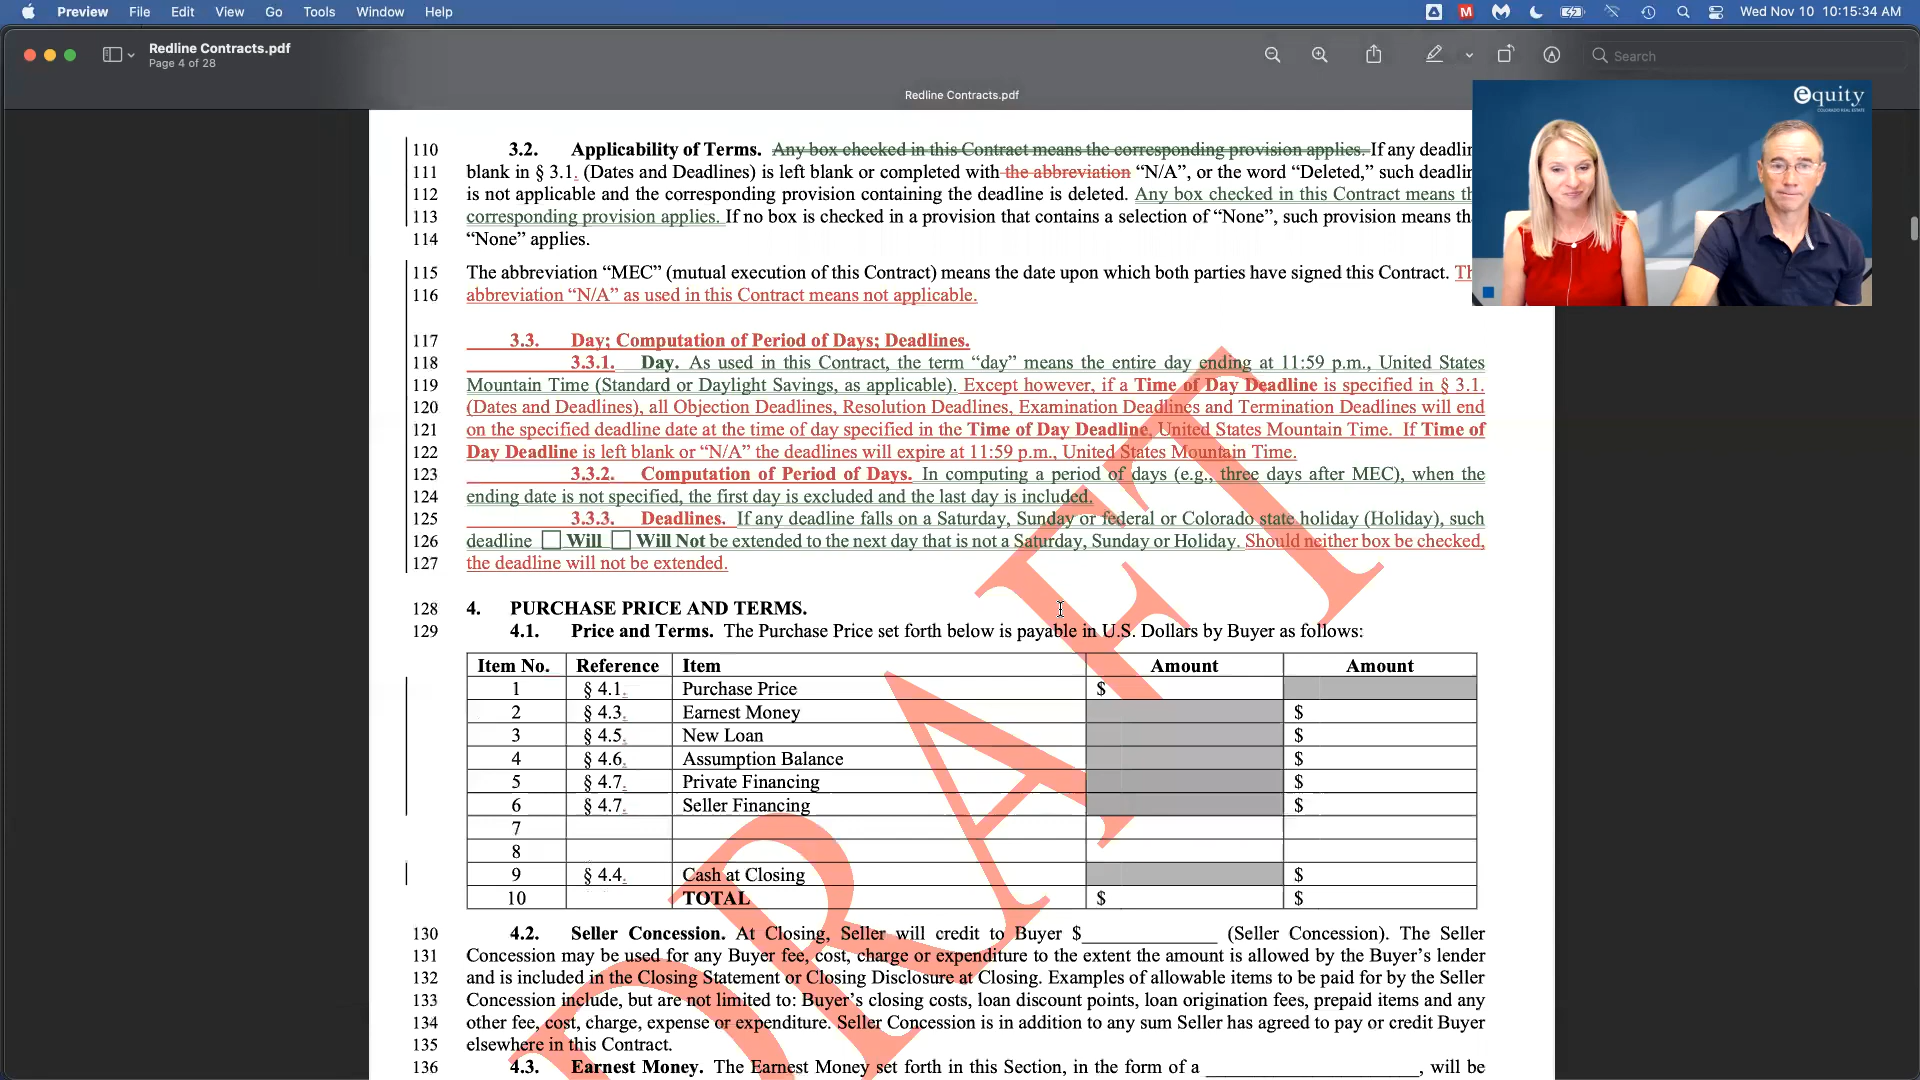 Preview File Edit View Go Tools Window Help Wed Nov 10 10:15:34 AM
Redline Contracts.pdf
Page 4 of 28
Search
Redline Contracts.pdf
equity
COLORADO REAL ESTATE
110 3.2. Applicability of Terms. Any box checked in this Contract means the corresponding provision applies. If any
111 blank in § 3.1. (Dates and Deadlines) is left blank or completed with the abbreviation “N/A”, or the word “Deleted,” such
112 is not applicable and the corresponding provision containing the deadline is deleted. Any box checked in this Contract means
113 corresponding provision applies. If no box is checked in a provision that contains a selection of “None”, such provision means
114 “None” applies.
115 The abbreviation “MEC” (mutual execution of this Contract) means the date upon which both parties have signed this Contract.
116 abbreviation “N/A” as used in this Contract means not applicable.
117 3.3. Day; Computation of Period of Days; Deadlines.
118 3.3.1. Day. As used in this Contract, the term “day” means the entire day ending at 11:59 p.m., United States
119 Mountain Time (Standard or Daylight Savings, as applicable). Except however, if a Time of Day Deadline is specified in § 3.1.
120 (Dates and Deadlines), all Objection Deadlines, Resolution Deadlines, Examination Deadlines and Termination Deadlines will end
121 on the specified deadline date at the time of day specified in the Time of Day Deadline, United States Mountain Time. If Time of
122 Day Deadline is left blank or “N/A” the deadlines will expire at 11:59 p.m., United States Mountain Time.
123 3.3.2. Computation of Period of Days. In computing a period of days (e.g., three days after MEC), when the
124 ending date is not specified, the first day is excluded and the last day is included.
125 3.3.3. Deadlines. If any deadline falls on a Saturday, Sunday or federal or Colorado state holiday (Holiday), such
126 deadline Will Will Not be extended to the next day that is not a Saturday, Sunday or Holiday. Should neither box be checked,
127 the deadline will not be extended.
128 4. PURCHASE PRICE AND TERMS.
129 4.1. Price and Terms. The Purchase Price set forth below is payable in U.S. Dollars by Buyer as follows:
Item No. Reference Item Amount Amount
1 § 4.1. Purchase Price $
2 § 4.3. Earnest Money $
3 § 4.5. New Loan $
4 § 4.6. Assumption Balance $
5 § 4.7. Private Financing $
6 § 4.7. Seller Financing $
7
8
9 § 4.4. Cash at Closing $
10 TOTAL $ $
130 4.2. Seller Concession. At Closing, Seller will credit to Buyer $______________ (Seller Concession). The Seller
131 Concession may be used for any Buyer fee, cost, charge or expenditure to the extent the amount is allowed by the Buyer’s lender
132 and is included in the Closing Statement or Closing Disclosure at Closing. Examples of allowable items to be paid for by the Seller
133 Concession include, but are not limited to: Buyer’s closing costs, loan discount points, loan origination fees, prepaid items and any
134 other fee, cost, charge, expense or expenditure. Seller Concession is in addition to any sum Seller has agreed to pay or credit Buyer
135 elsewhere in this Contract.
136 4.3. Earnest Money. The Earnest Money set forth in this Section, in the form of a ______________________, will be
DRAFT